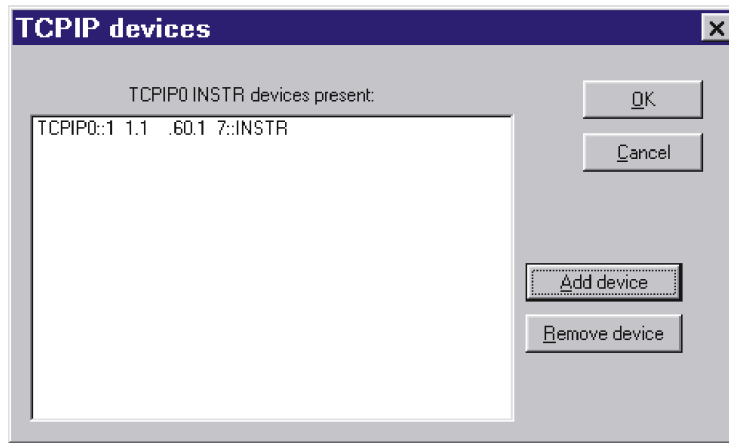 TCPIP devices
TCPIP0 INSTR devices present:
TCPIP0::1 1.1 .60.1 7::INSTR
OK
Cancel
Add device
Remove device